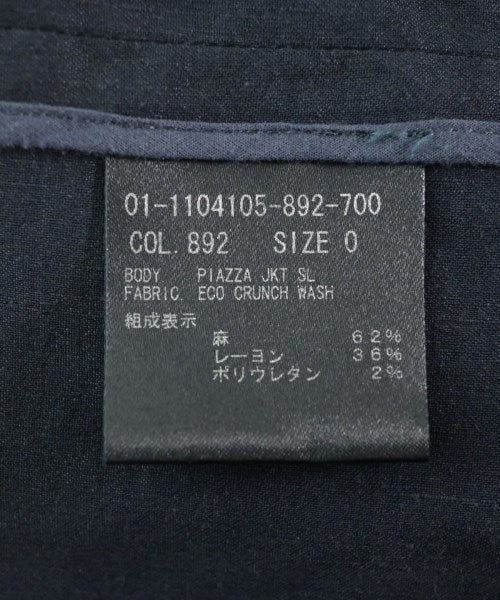 01-1104105-892-700
COL. 892 SIZE 0
BODY PIAZZA JKT SL
FABRIC. ECO CRUNCH WASH
組成表示
麻 62%
レーヨン 36%
ポリウレタン 2%